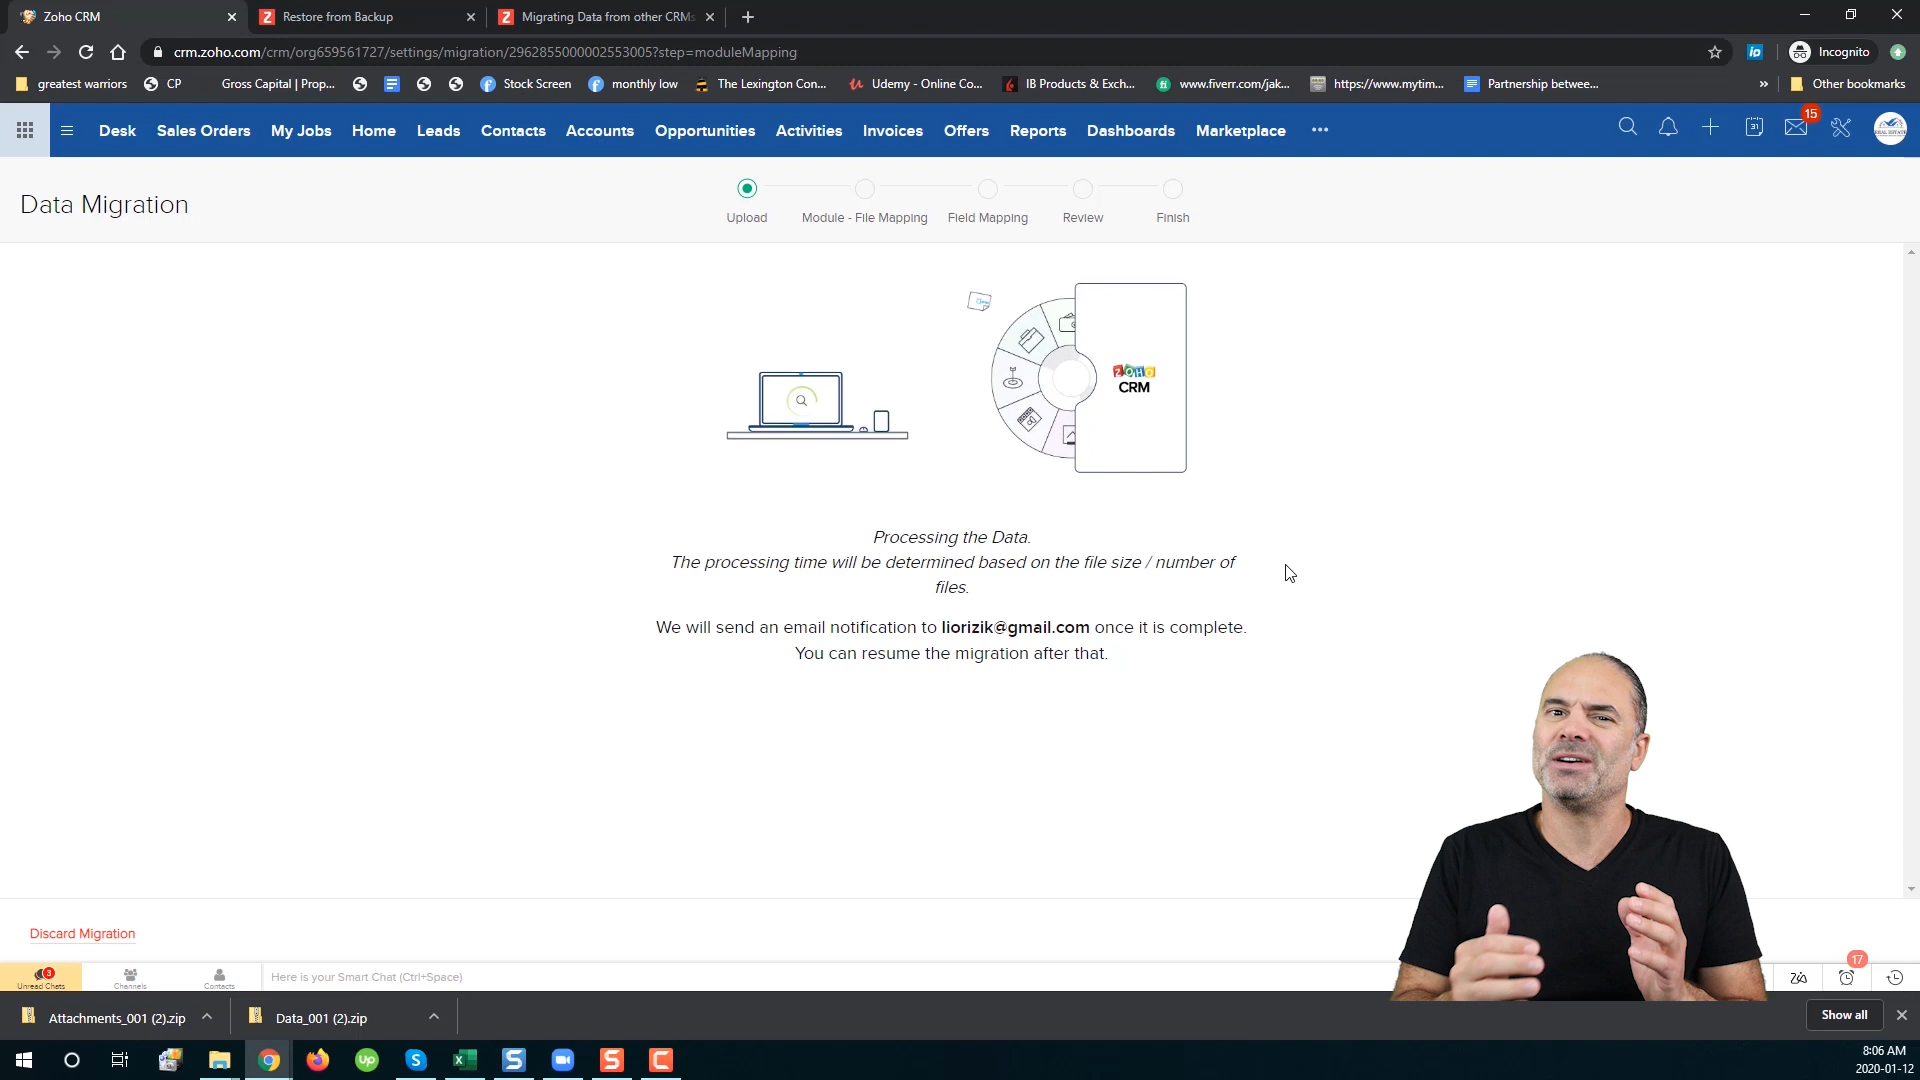 Zoho CRM
Restore from Backup
Migrating Data from other CRMs
crm.zoho.com/crm/org659561727/settings/migration/2962855000002553005?step=moduleMapping
Incognito
greatest warriors
CP
Gross Capital | Prop...
Stock Screen
monthly low
The Lexington Con...
Udemy - Online Co...
IB Products & Exch...
www.fiverr.com/jak...
https://www.mytim...
Partnership betwee...
»
Other bookmarks
Desk
Sales Orders
My Jobs
Home
Leads
Contacts
Accounts
Opportunities
Activities
Invoices
Offers
Reports
Dashboards
Marketplace
15
Data Migration
Upload
Module - File Mapping
Field Mapping
Review
Finish
ZOHO
CRM
Processing the Data.
The processing time will be determined based on the file size / number of
files.
We will send an email notification to liorizik@gmail.com once it is complete.
You can resume the migration after that.
Discard Migration
3
Unread Chats
Channels
Contacts
Here is your Smart Chat (Ctrl+Space)
17
Attachments_001 (2).zip
Data_001 (2).zip
Show all
8:06 AM
2020-01-12